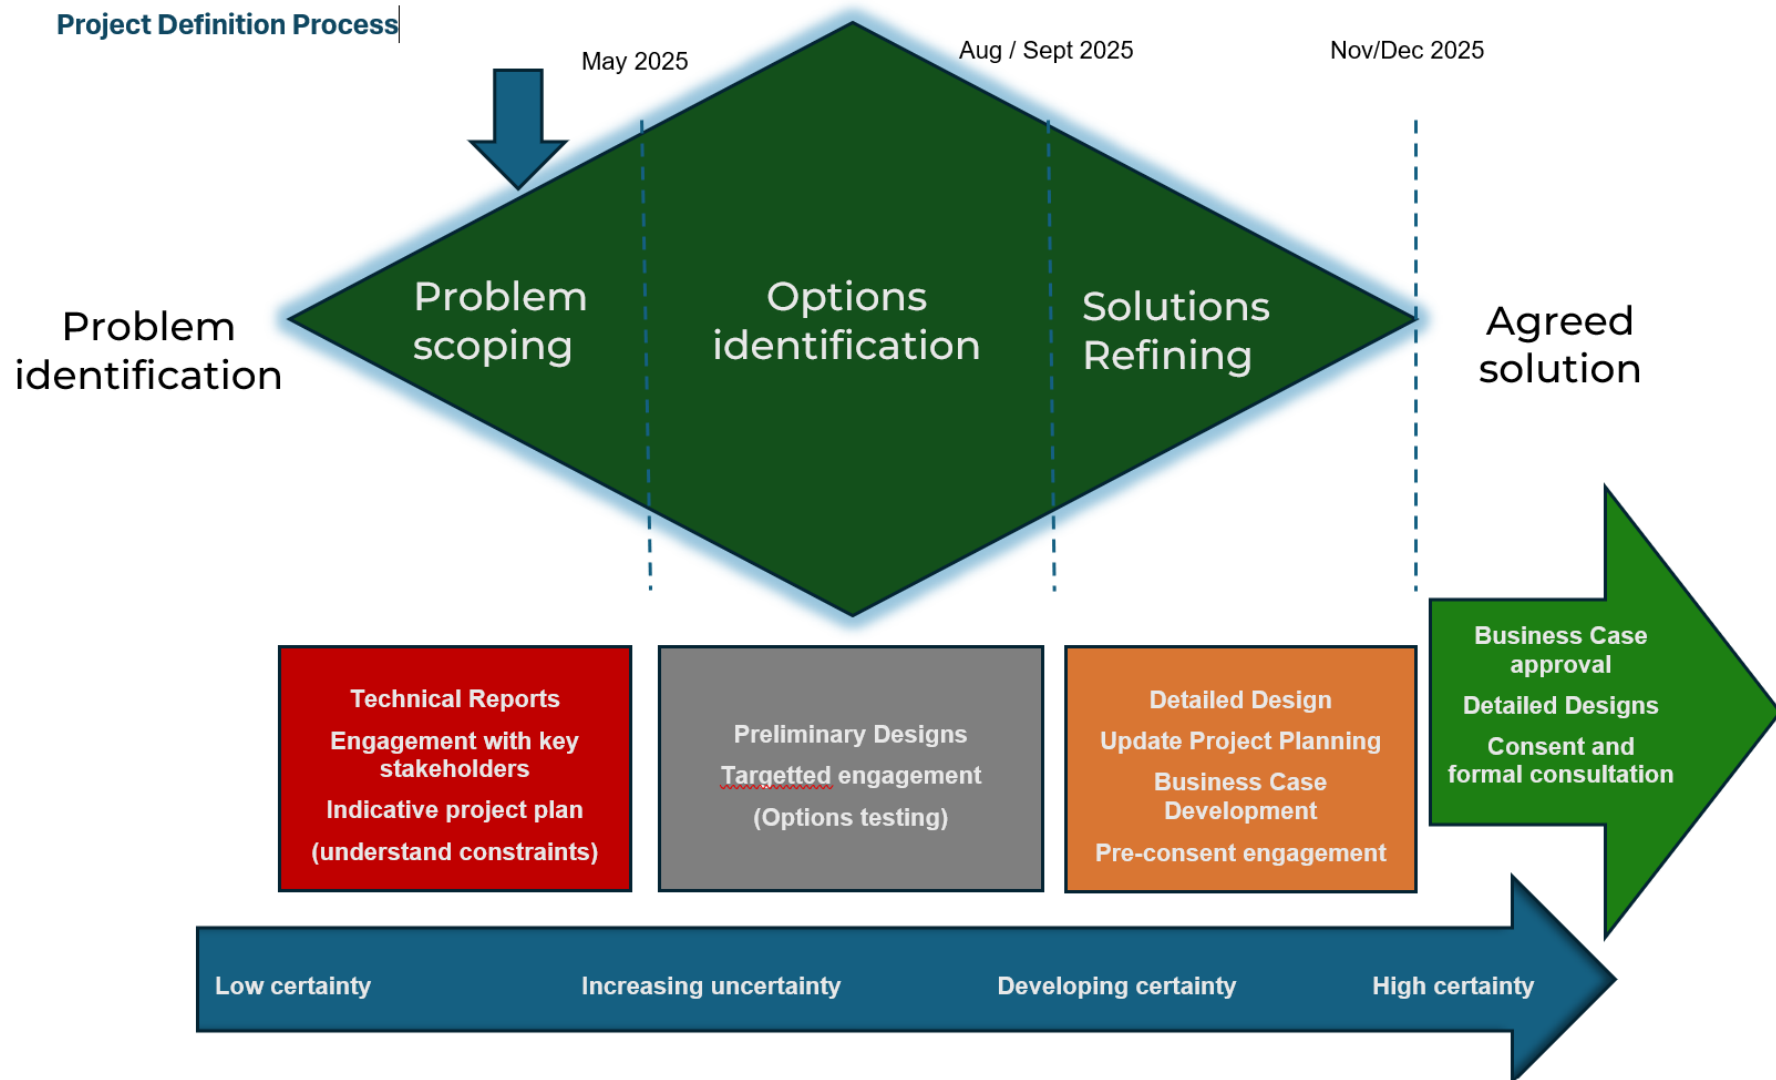 Project Definition Process
May 2025
Aug / Sept 2025
Nov/Dec 2025
Problem
identification
Problem
scoping
Options
identification
Solutions
Refining
Agreed
solution
Technical Reports
Engagement with key
stakeholders
Indicative project plan
(understand constraints)
Preliminary Designs
Targetted engagement
(Options testing)
Detailed Design
Update Project Planning
Business Case
Development
Pre-consent engagement
Business Case
approval
Detailed Designs
Consent and
formal consultation
Low certainty
Increasing uncertainty
Developing certainty
High certainty